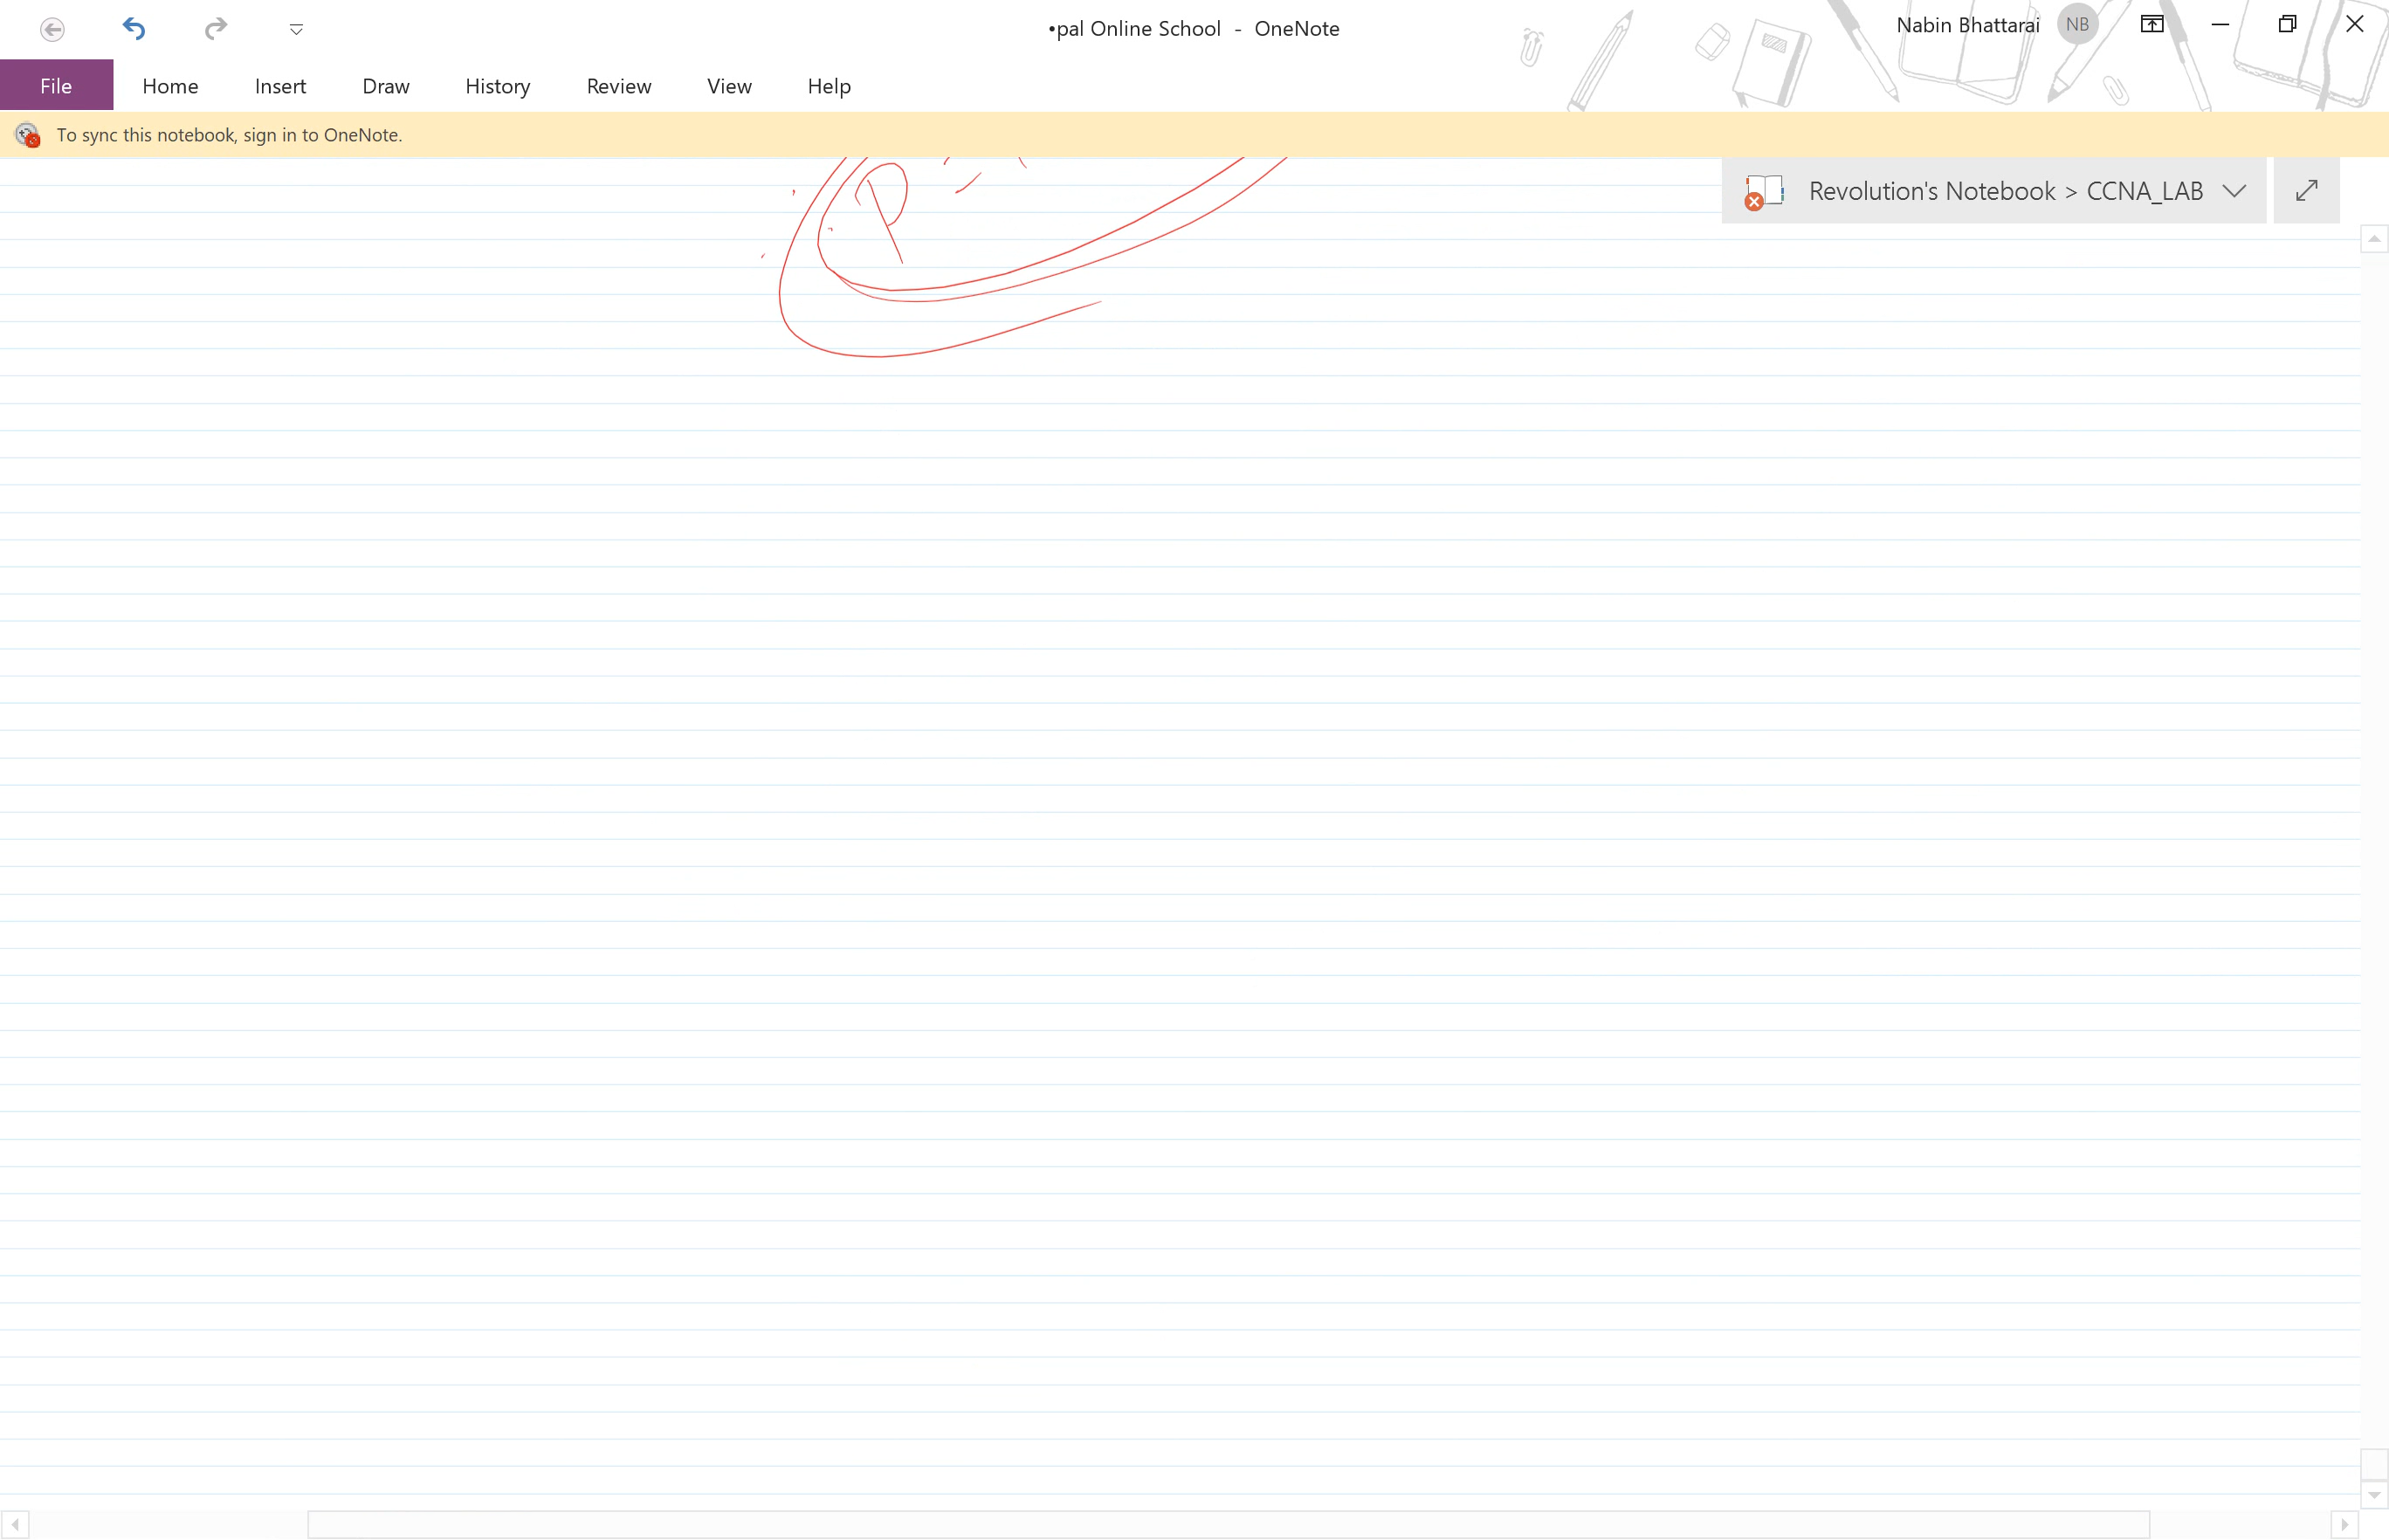 •pal Online School - OneNote
Nabin Bhattarai NB
File Home Insert Draw History Review View Help
To sync this notebook, sign in to OneNote.
Revolution's Notebook > CCNA_LAB
P